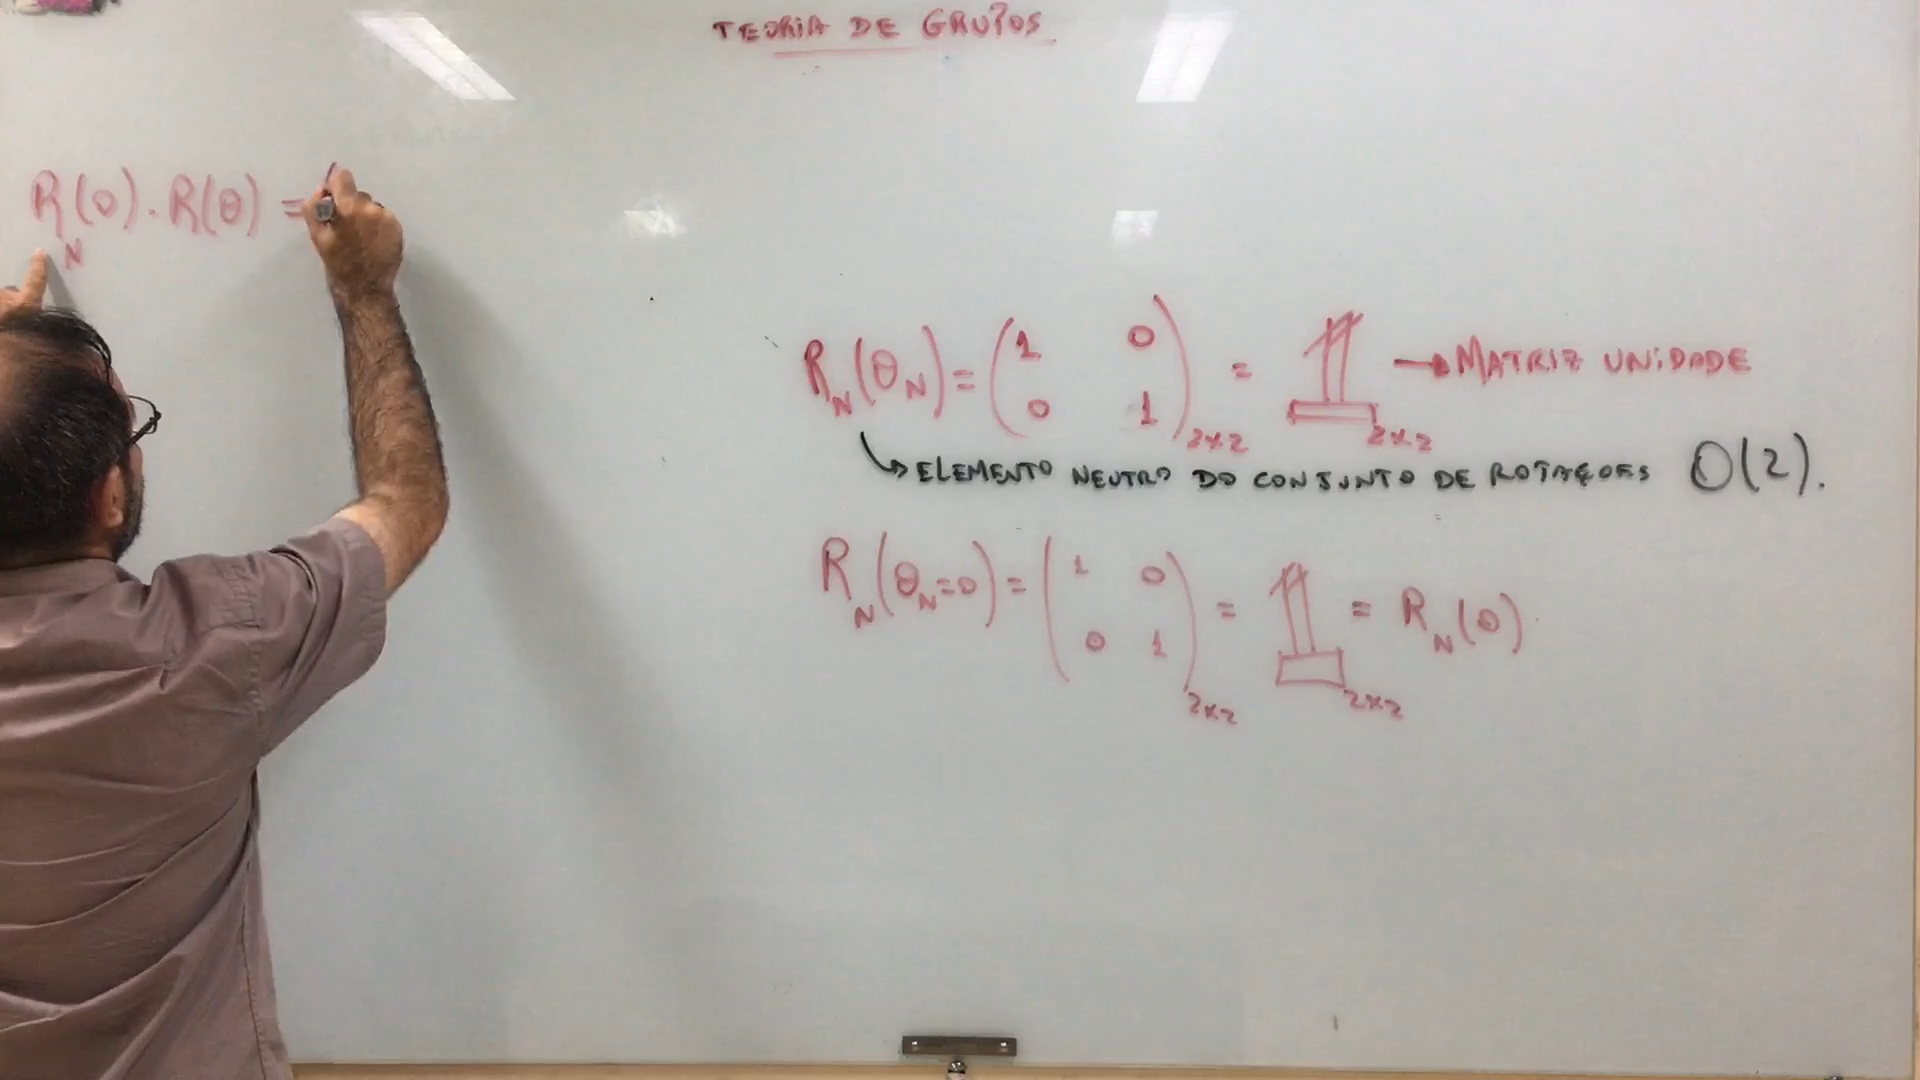 TEORIA DE GRUPOS
R_N(0) . R(θ) =
R_N(θ_N) = (1 0 0 1)_2x2 = 1_2x2 → MATRIZ UNIDADE
↳ ELEMENTO NEUTRO DO CONJUNTO DE ROTAÇOES O(2).
R_N(θ_N=0) = (1 0 0 1)_2x2 = 1_2x2 = R_N(0)